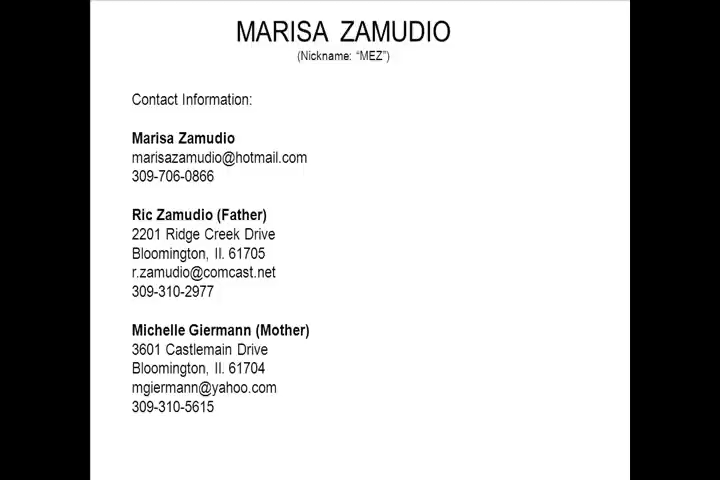 MARISA ZAMUDIO
(Nickname: “MEZ”)
Contact Information:
Marisa Zamudio
marisazamudio@hotmail.com
309-706-0866
Ric Zamudio (Father)
2201 Ridge Creek Drive
Bloomington, Il. 61705
r.zamudio@comcast.net
309-310-2977
Michelle Giermann (Mother)
3601 Castlemain Drive
Bloomington, Il. 61704
mgiermann@yahoo.com
309-310-5615